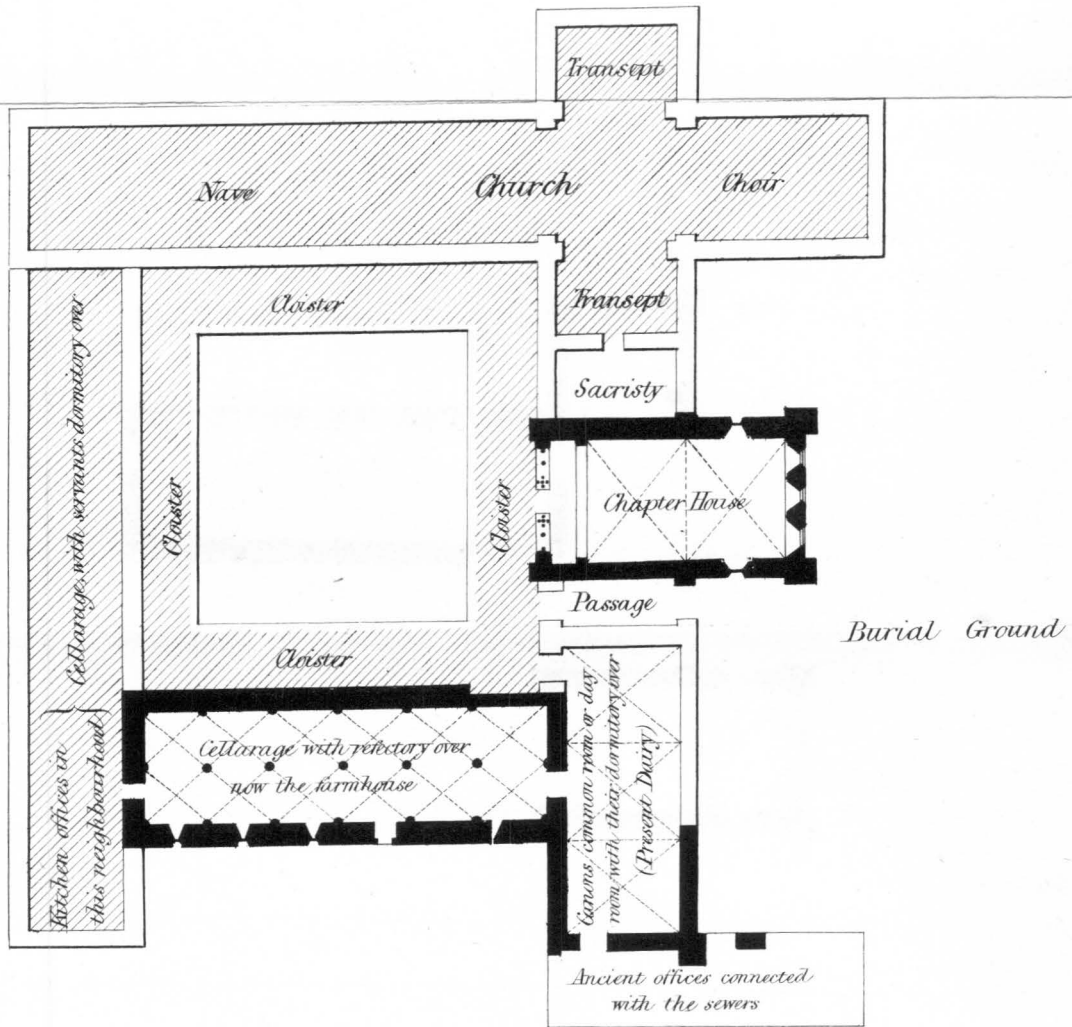 Transept
Nave
Church
Choir
Cloister
Transept
Sacristy
Cellarage, with servants dormitory over
Cloister
Cloister
Chapter House
Passage
Burial Ground
Cloister
Kitchen offices in
this neighbourhood
Cellarage with refectory over
now the farmhouse
Canons common room or day
room, with their dormitory over
(Present Dairy)
Ancient offices connected
with the sewers